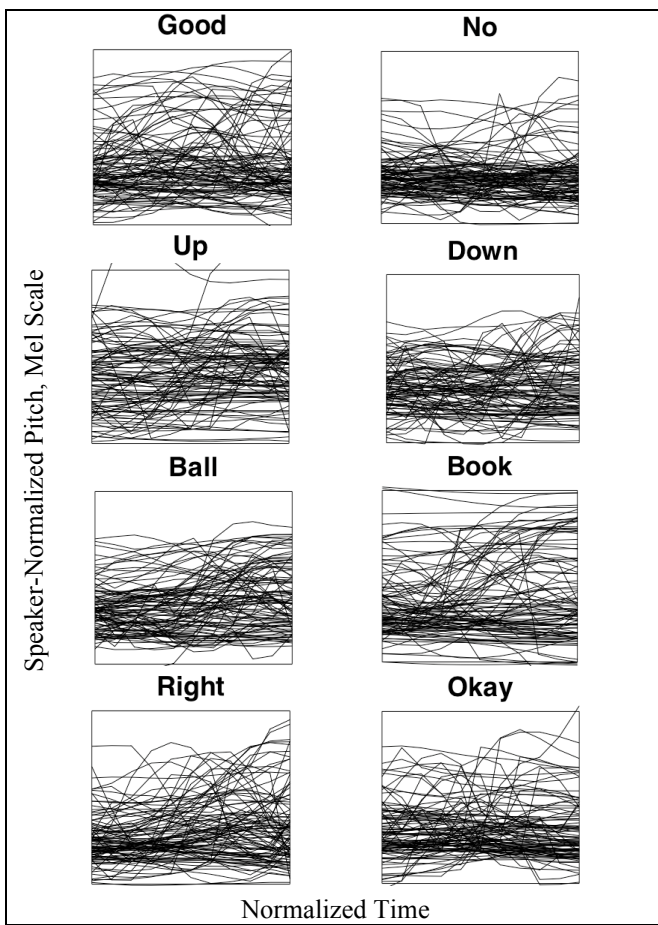 Good No
Up Down
Ball Book
Right Okay
Speaker-Normalized Pitch, Mel Scale
Normalized Time